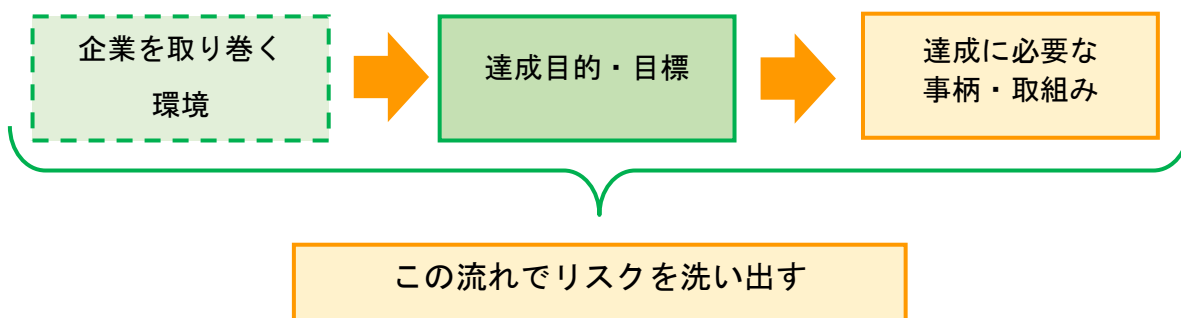 企業を取り巻く
環境
達成目的・目標
達成に必要な
事柄・取組み
この流れでリスクを洗い出す